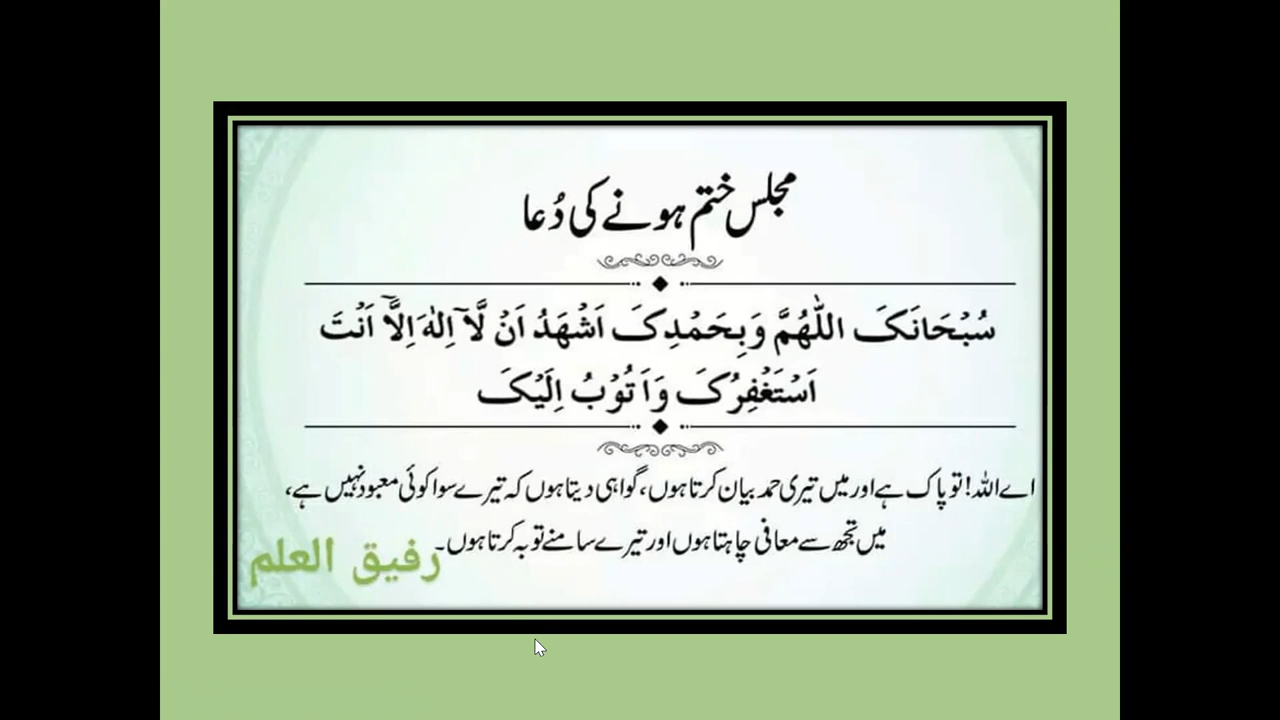 مجلس ختم ہونے کی دُعا
سُبْحَانَکَ اللّٰهُمَّ وَبِحَمْدِکَ اَشْهَدُ اَنْ لَّآ اِلٰهَ اِلَّآ اَنْتَ
اَسْتَغْفِرُکَ وَاَتُوْبُ اِلَیْکَ
اے اللہ! تو پاک ہے اور میں تیری حمد بیان کرتا ہوں، گواہی دیتا ہوں کہ تیرے سوا کوئی معبود نہیں ہے،
میں تجھ سے معافی چاہتا ہوں اور تیرے سامنے توبہ کرتا ہوں۔
رفیق العلم